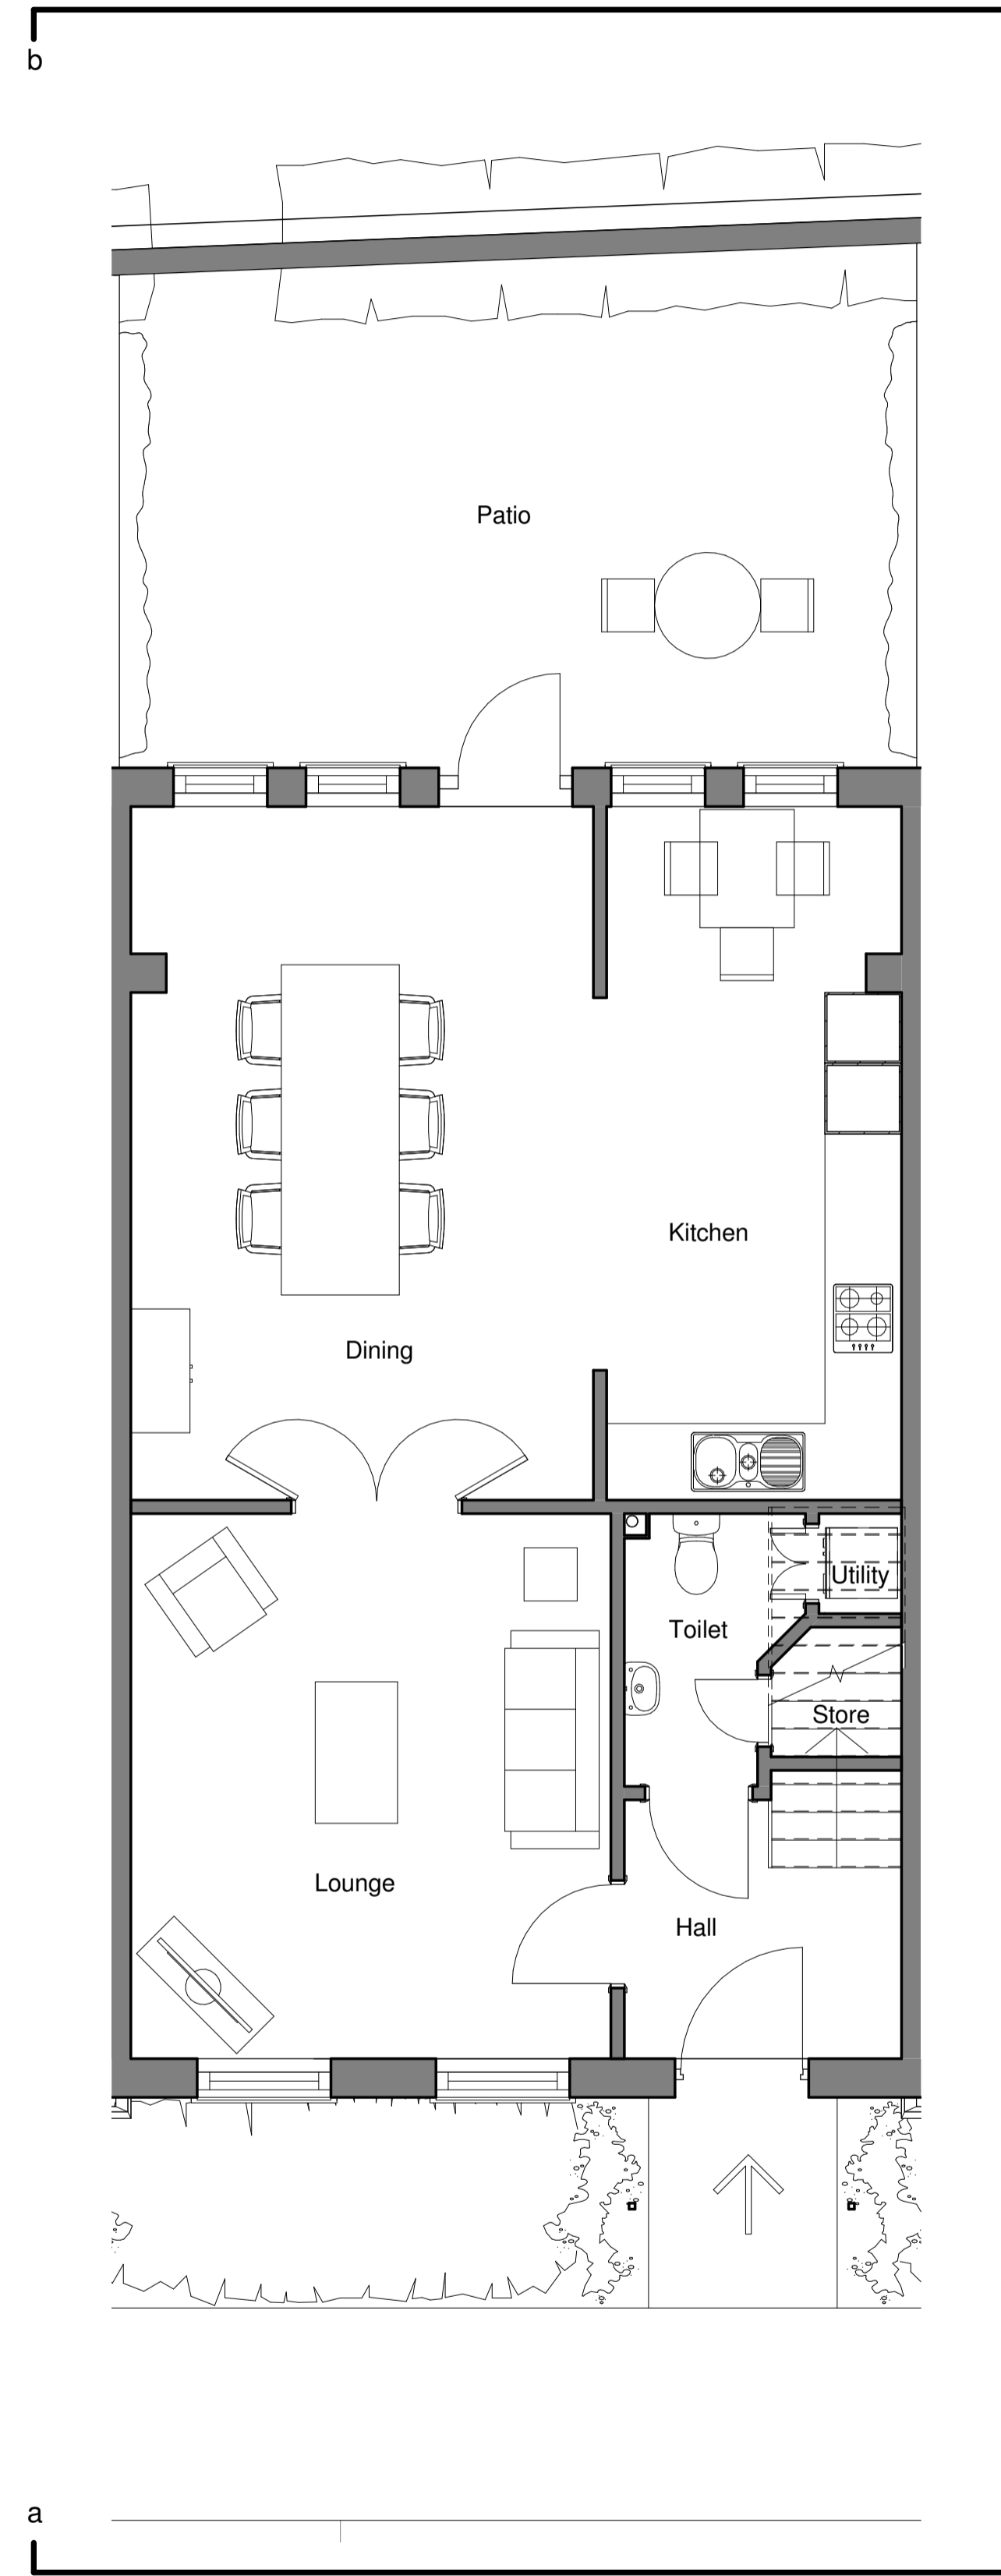 b
Patio
Kitchen
Dining
Utility
Toilet
Store
Lounge
Hall
a